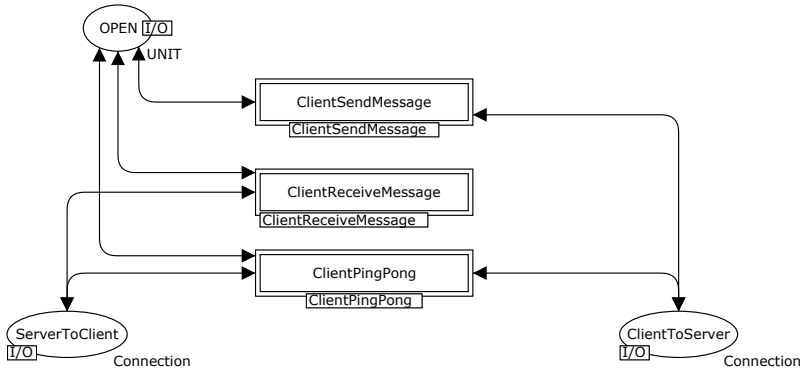 OPEN I/O
UNIT
ClientSendMessage
ClientSendMessage
ClientReceiveMessage
ClientReceiveMessage
ClientPingPong
ClientPingPong
ServerToClient
I/O
Connection
ClientToServer
I/O
Connection